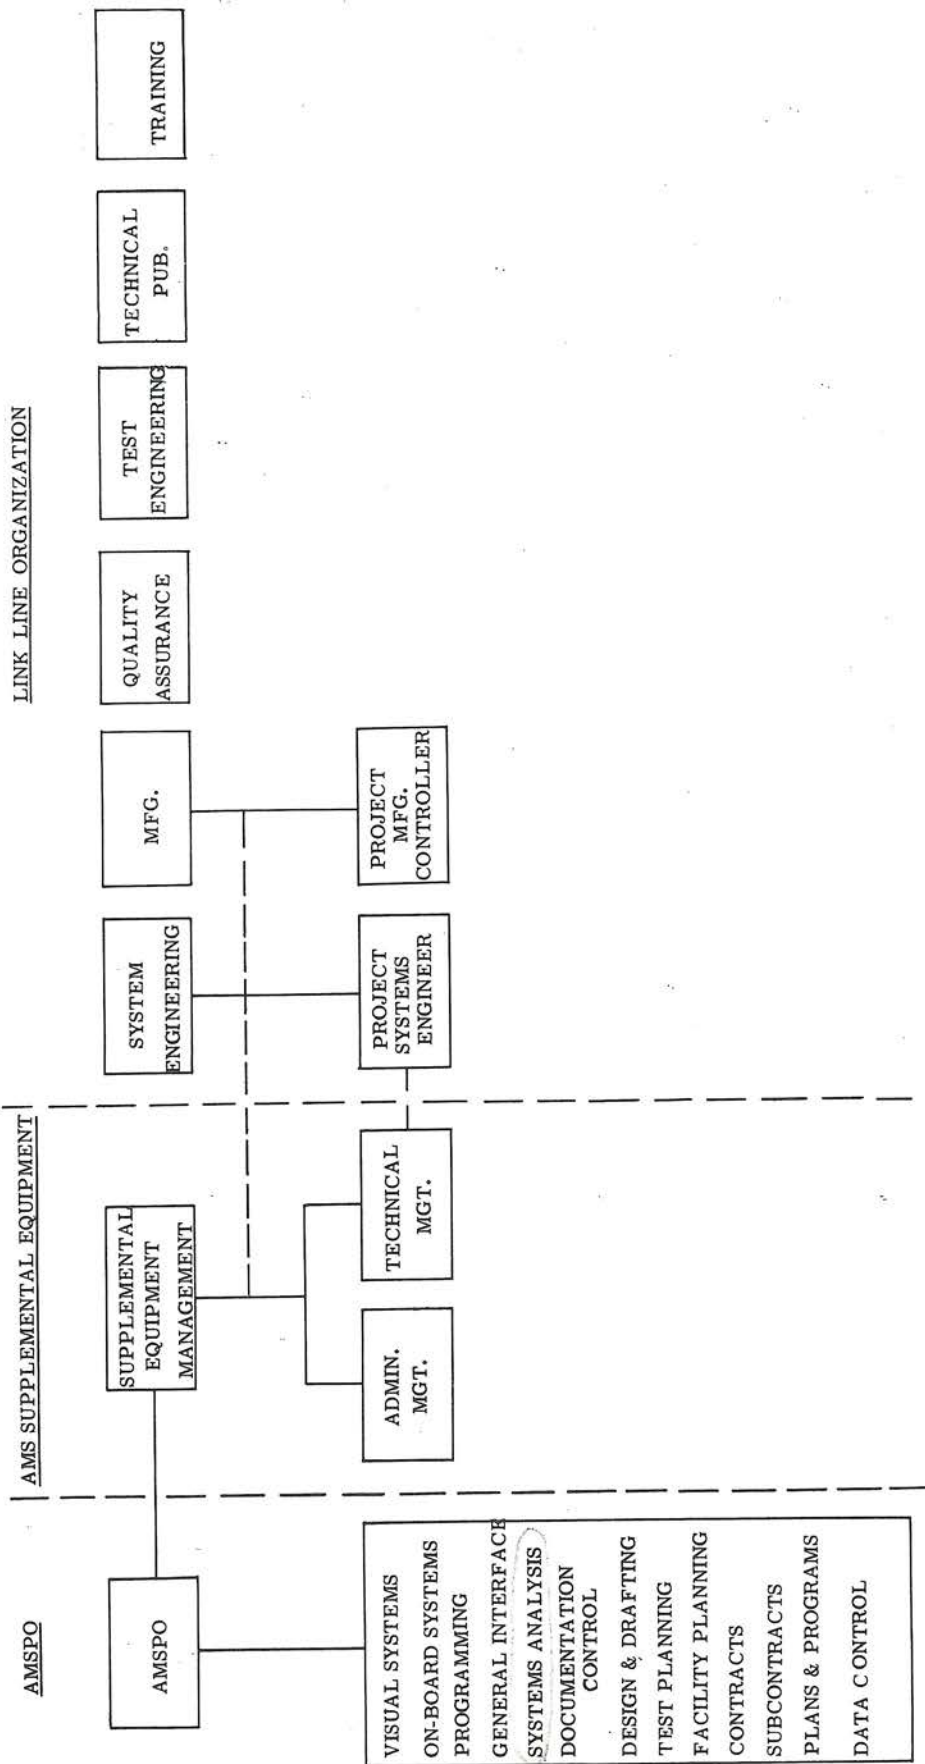 AMSPO
AMS SUPPLEMENTAL EQUIPMENT
LINK LINE ORGANIZATION
AMSPO
SUPPLEMENTAL
EQUIPMENT
MANAGEMENT
SYSTEM
ENGINEERING
MFG.
QUALITY
ASSURANCE
TEST
ENGINEERING
TECHNICAL
PUB.
TRAINING
ADMIN.
MGT.
TECHNICAL
MGT.
PROJECT
SYSTEMS
ENGINEER
PROJECT
MFG.
CONTROLLER
VISUAL SYSTEMS
ON-BOARD SYSTEMS
PROGRAMMING
GENERAL INTERFACE
SYSTEMS ANALYSIS
DOCUMENTATION
CONTROL
DESIGN & DRAFTING
TEST PLANNING
FACILITY PLANNING
CONTRACTS
SUBCONTRACTS
PLANS & PROGRAMS
DATA CONTROL